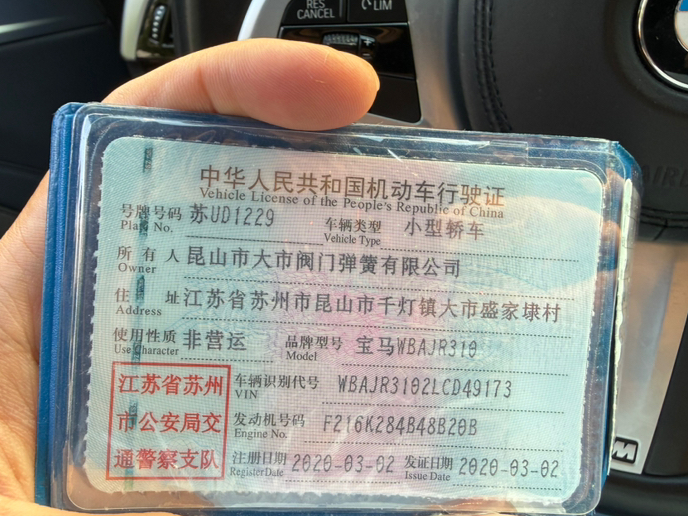 RES
CANCEL
LIM
中华人民共和国机动车行驶证
Vehicle License of the People's Republic of China
号牌号码 苏UD1229 车辆类型 小型轿车
Plate No. Vehicle Type
所有人 昆山市大市阀门弹簧有限公司
Owner
住址 江苏省苏州市昆山市千灯镇大市盛家埭村
Address
使用性质 非营运 品牌型号 宝马WBAJR310
Use Character Model
江苏省苏州
市公安局交
通警察支队
车辆识别代号 WBAJR3102LCD49173
VIN
发动机号码 F216K284B48B20B
Engine No.
注册日期 2020-03-02 发证日期 2020-03-02
Register Date Issue Date
M